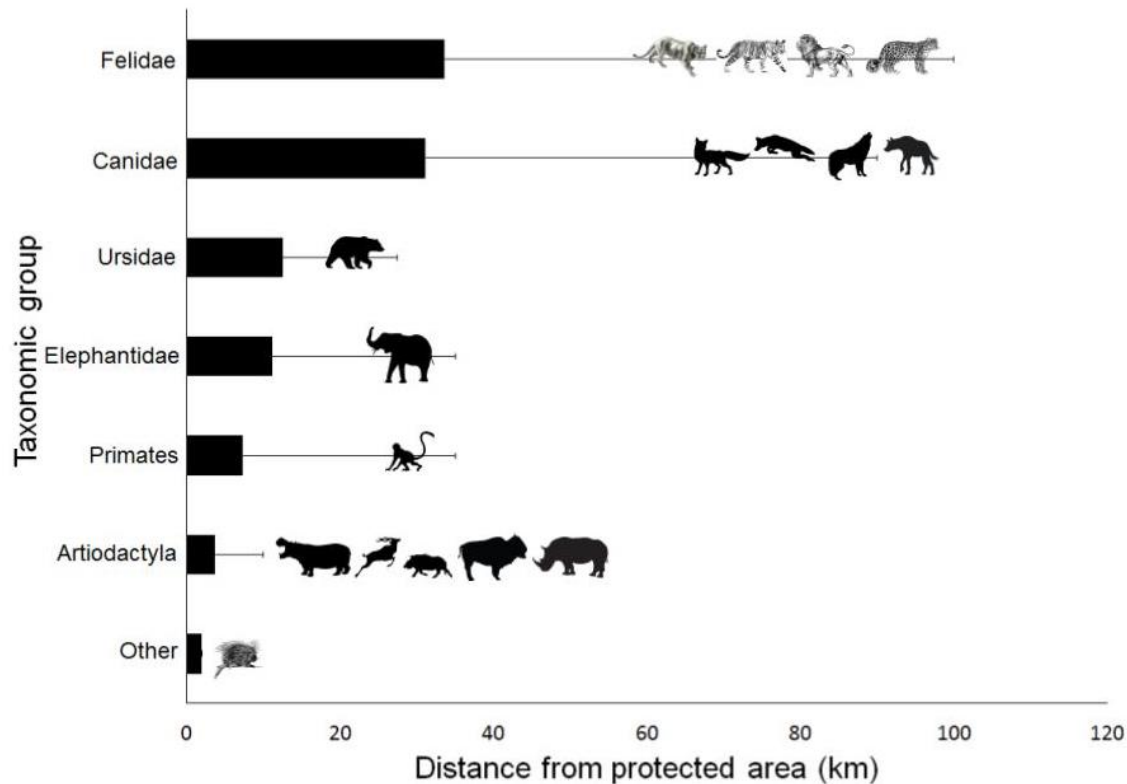 Taxonomic group
Felidae
Canidae
Ursidae
Elephantidae
Primates
Artiodactyla
Other
0 20 40 60 80 100 120
Distance from protected area (km)